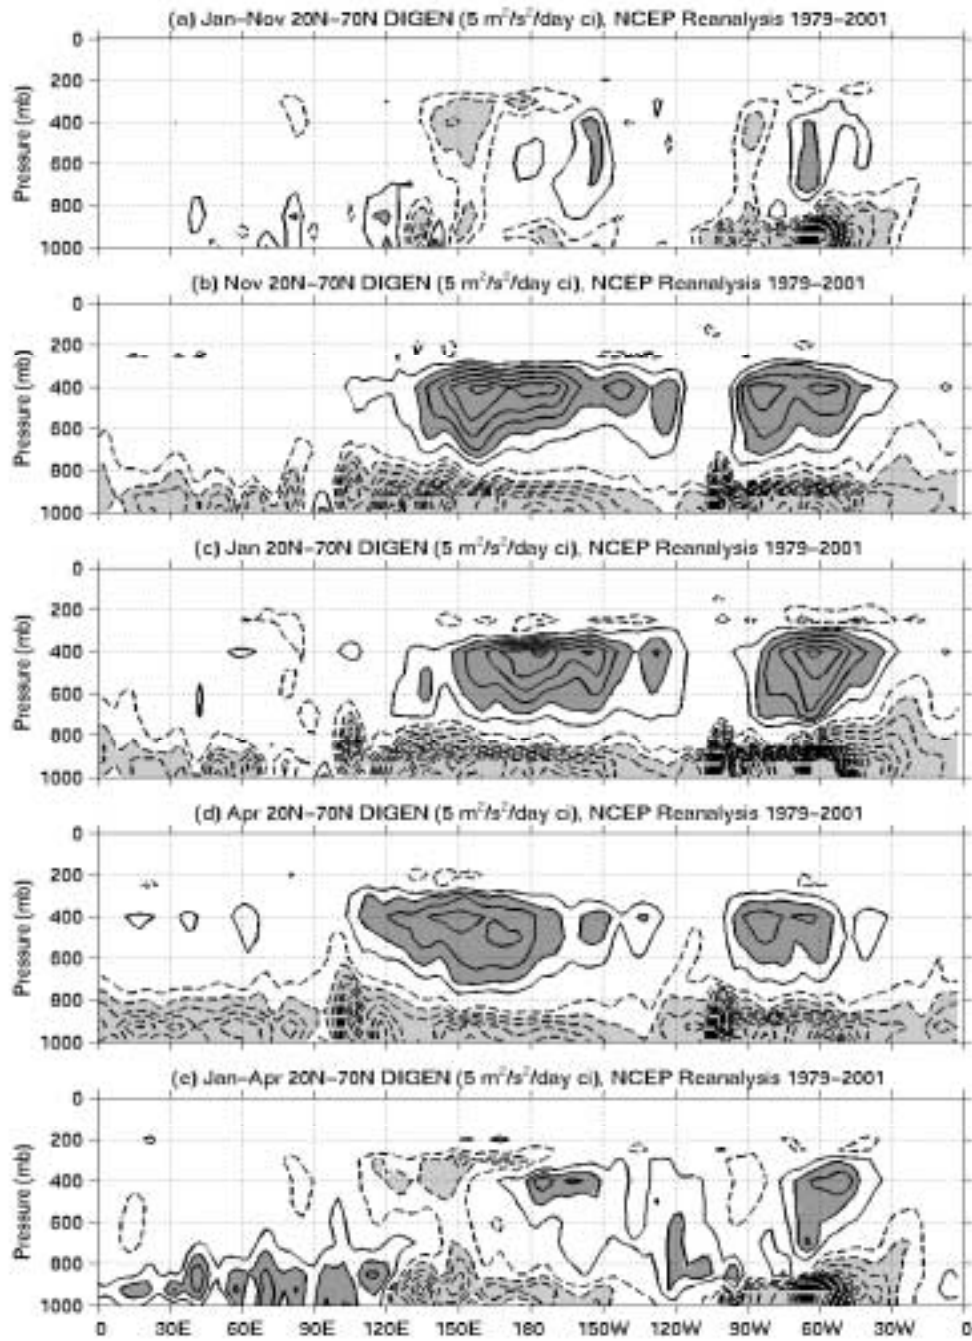 (a) Jan–Nov 20N–70N DIGEN (5 m²/s²/day ci), NCEP Reanalysis 1979–2001
Pressure (mb)
0
200
400
600
800
1000
(b) Nov 20N–70N DIGEN (5 m²/s²/day ci), NCEP Reanalysis 1979–2001
Pressure (mb)
0
200
400
600
800
1000
(c) Jan 20N–70N DIGEN (5 m²/s²/day ci), NCEP Reanalysis 1979–2001
Pressure (mb)
0
200
400
600
800
1000
(d) Apr 20N–70N DIGEN (5 m²/s²/day ci), NCEP Reanalysis 1979–2001
Pressure (mb)
0
200
400
600
800
1000
(e) Jan–Apr 20N–70N DIGEN (5 m²/s²/day ci), NCEP Reanalysis 1979–2001
Pressure (mb)
0
200
400
600
800
1000
0 30E 60E 90E 120E 150E 180 150W 120W 90W 60W 30W 0